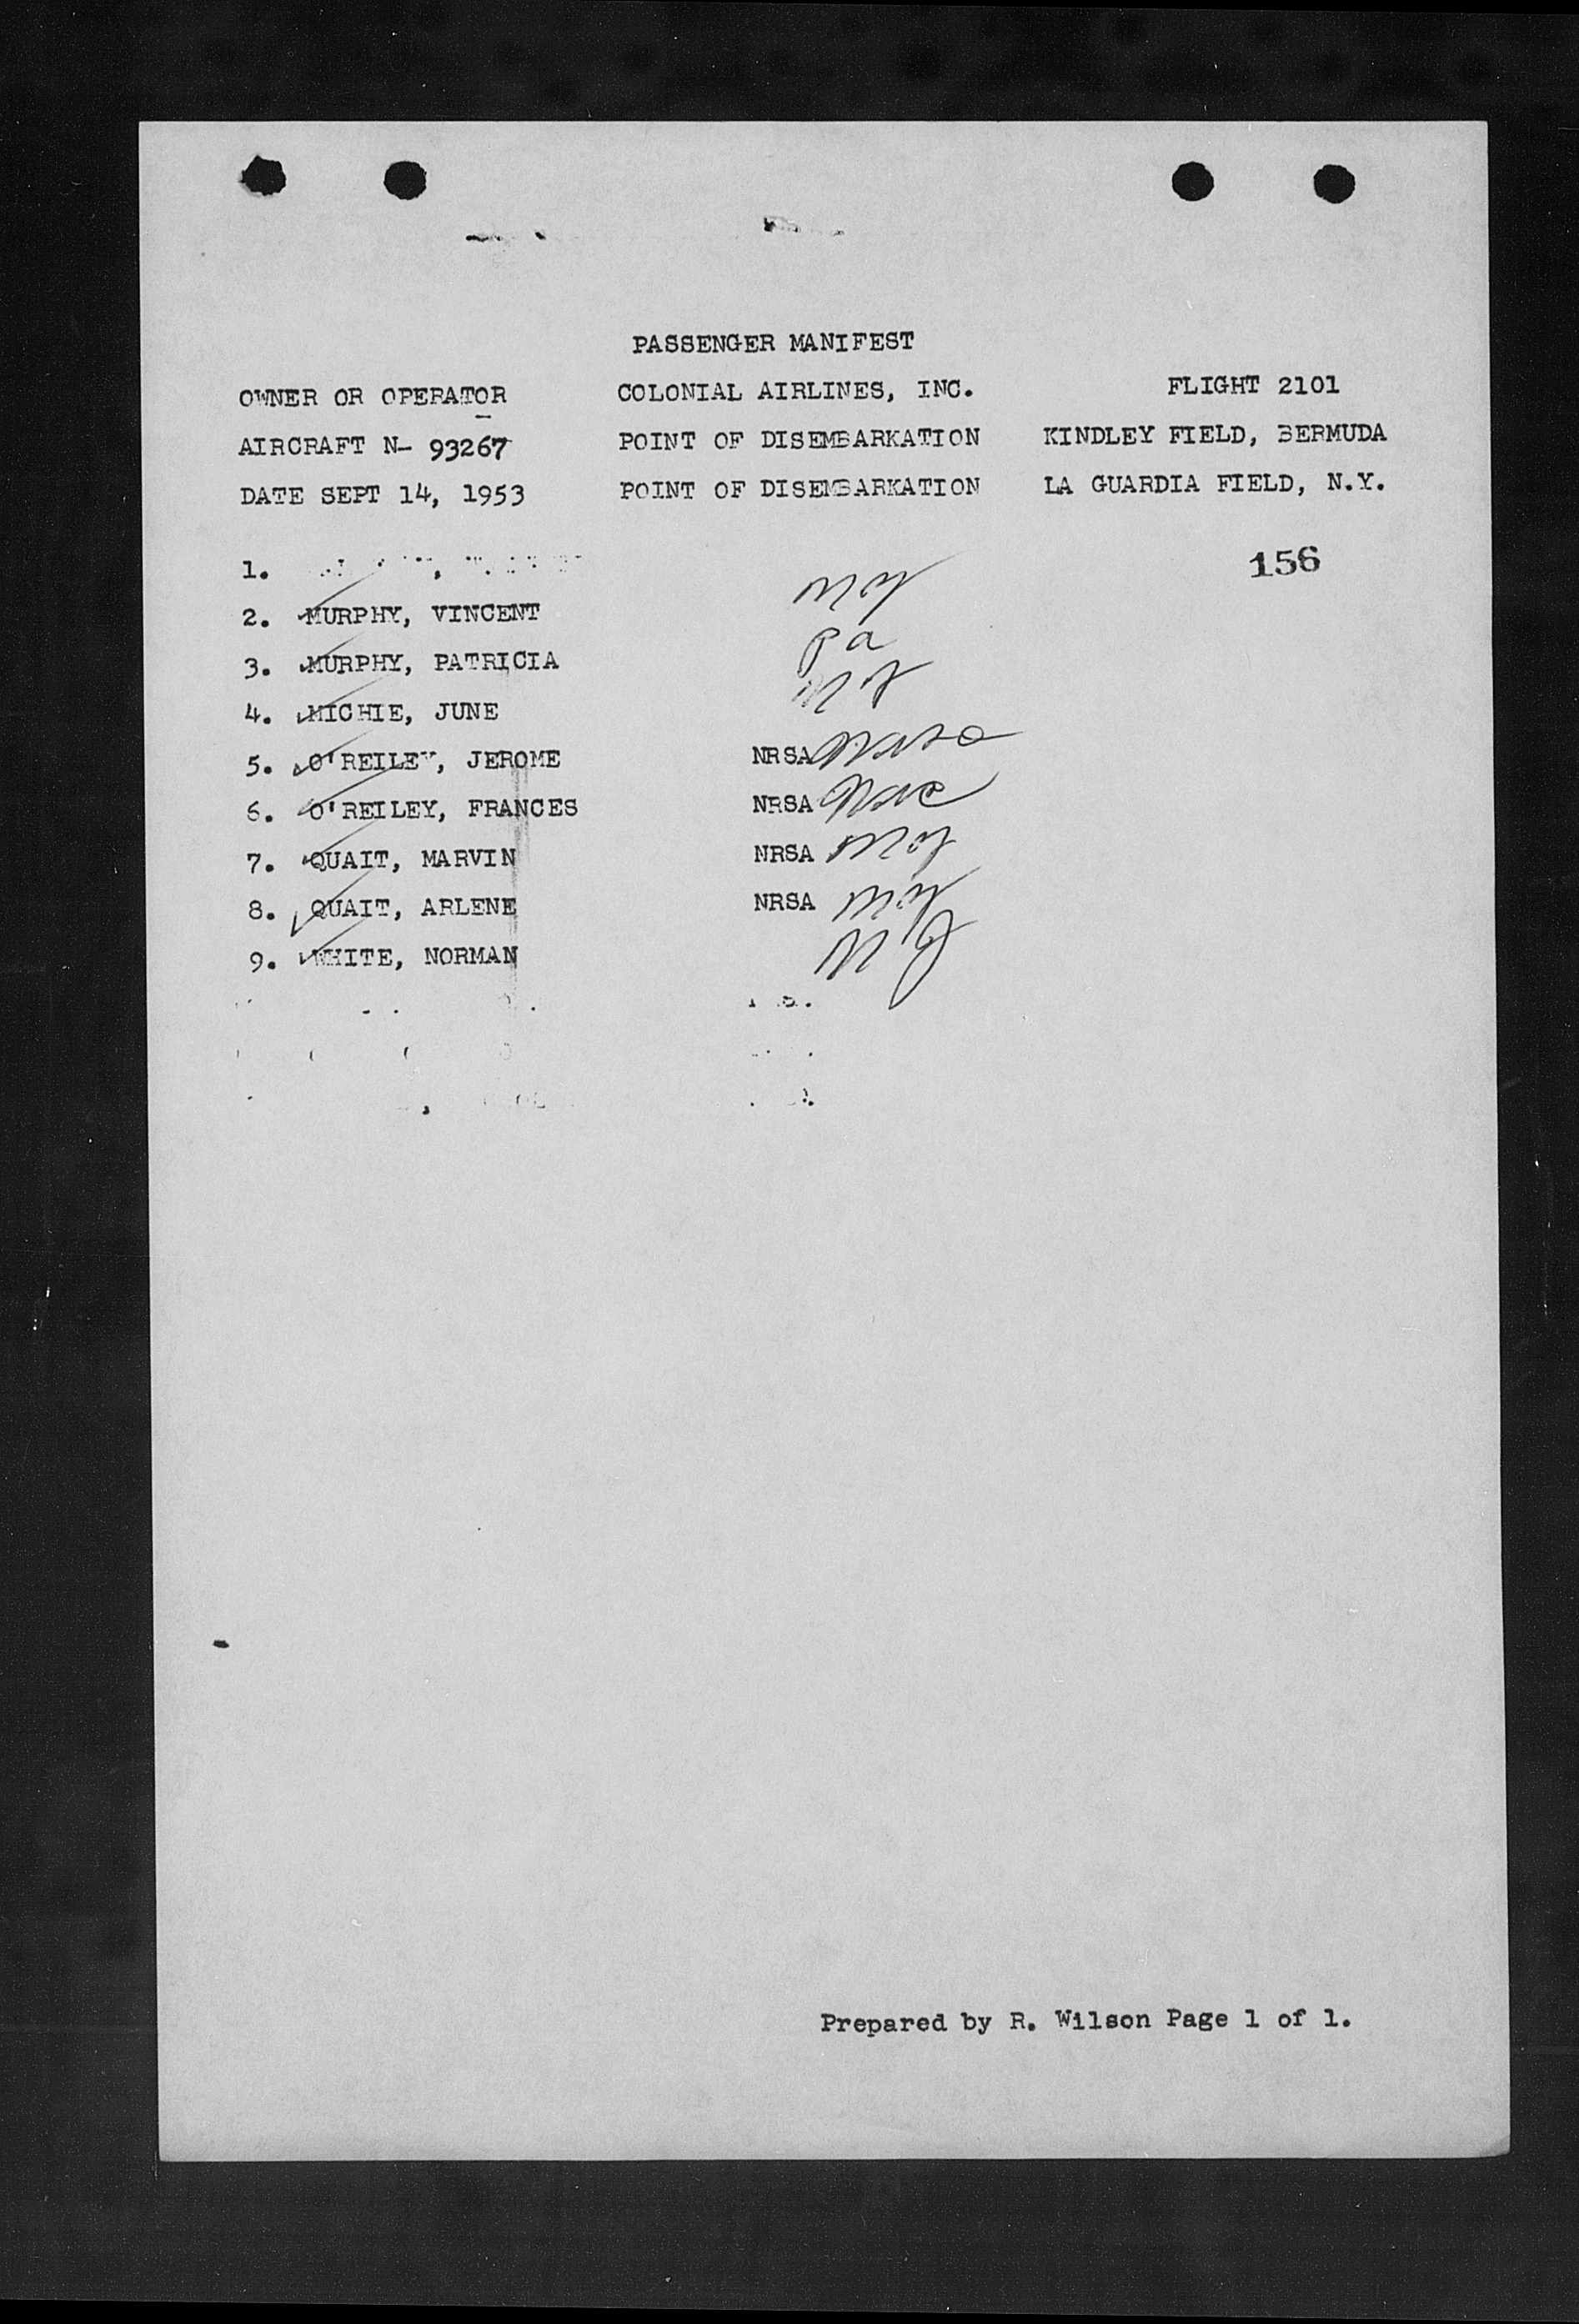 PASSENGER MANIFEST
OWNER OR OPERATOR COLONIAL AIRLINES, INC. FLIGHT 2101
AIRCRAFT N- 93267 POINT OF DISEMBARKATION KINDLEY FIELD, BERMUDA
DATE SEPT 14, 1953 POINT OF DISEMBARKATION LA GUARDIA FIELD, N.Y.
1. 156
2. MURPHY, VINCENT
3. MURPHY, PATRICIA
4. MICHIE, JUNE
5. O'REILEY, JEROME NRSA
6. O'REILEY, FRANCES NRSA
7. QUAIT, MARVIN NRSA
8. QUAIT, ARLENE NRSA
9. WHITE, NORMAN
Prepared by R. Wilson Page 1 of 1.